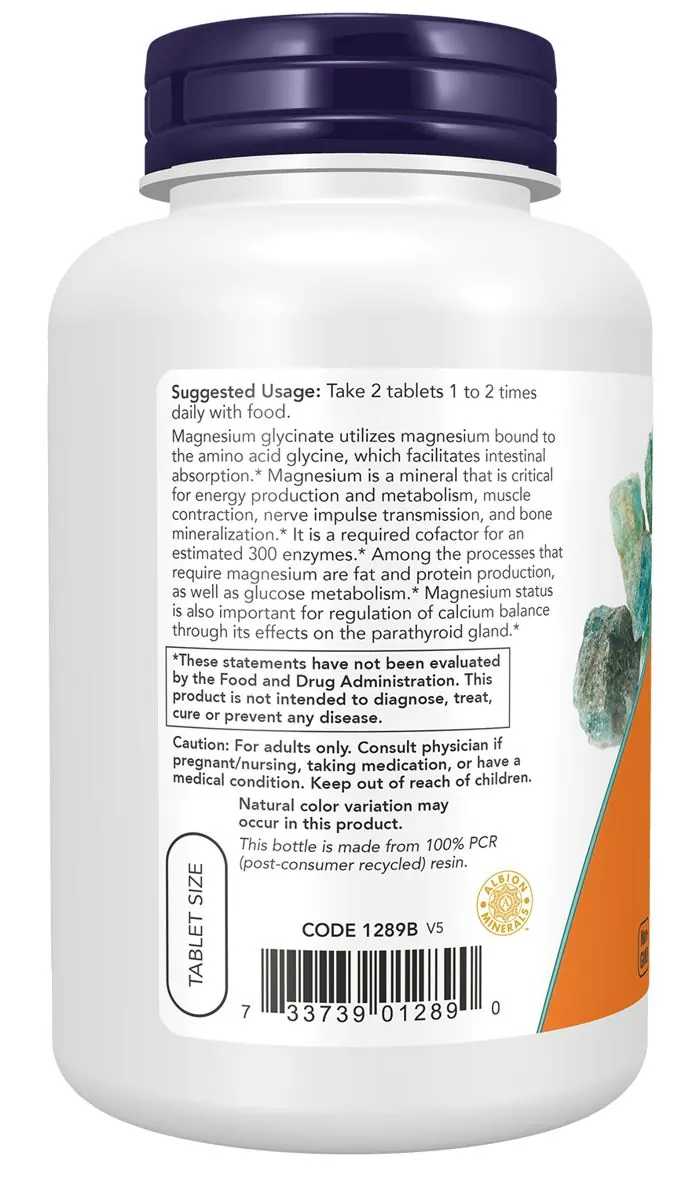 Suggested Usage: Take 2 tablets 1 to 2 times
daily with food.
Magnesium glycinate utilizes magnesium bound to
the amino acid glycine, which facilitates intestinal
absorption.* Magnesium is a mineral that is critical
for energy production and metabolism, muscle
contraction, nerve impulse transmission, and bone
mineralization.* It is a required cofactor for an
estimated 300 enzymes.* Among the processes that
require magnesium are fat and protein production,
as well as glucose metabolism.* Magnesium status
is also important for regulation of calcium balance
through its effects on the parathyroid gland.*
*These statements have not been evaluated
by the Food and Drug Administration. This
product is not intended to diagnose, treat,
cure or prevent any disease.
Caution: For adults only. Consult physician if
pregnant/nursing, taking medication, or have a
medical condition. Keep out of reach of children.
Natural color variation may
occur in this product.
This bottle is made from 100% PCR
(post-consumer recycled) resin.
TABLET SIZE
ALBION
MINERALS
CODE 1289B V5
7 33739 01289 0